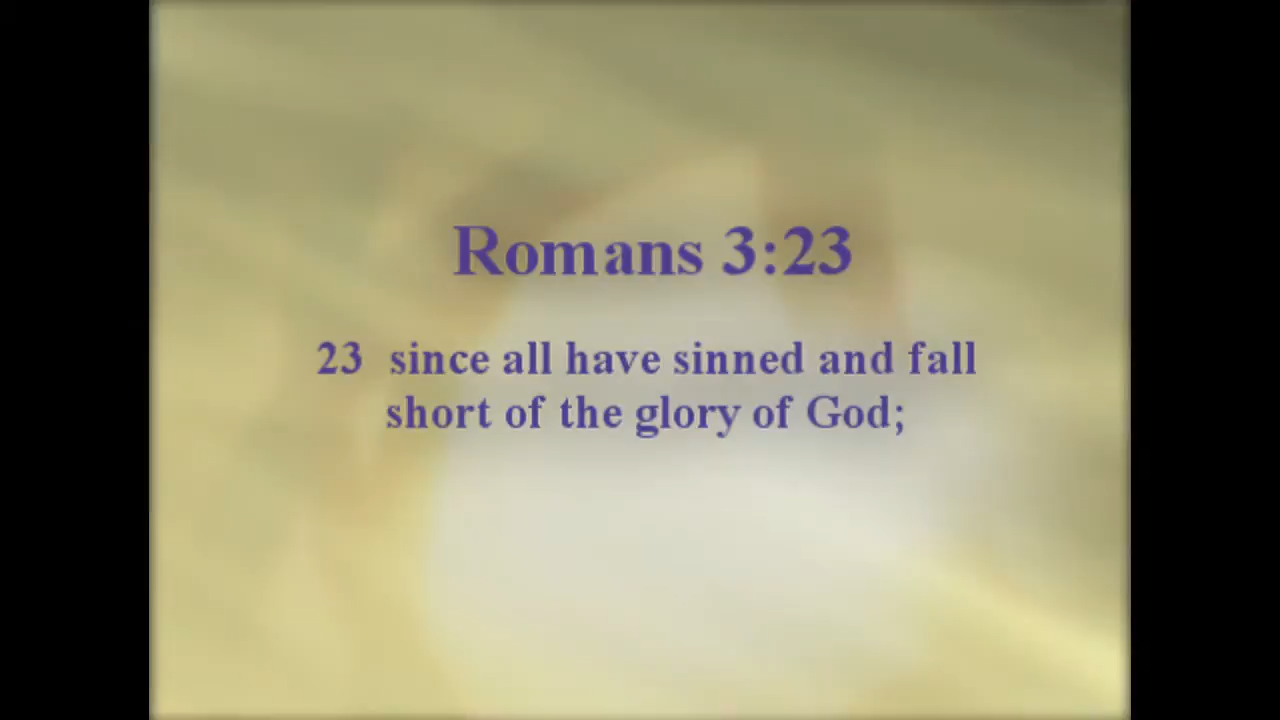 Romans 3:23
23 since all have sinned and fall
short of the glory of God;